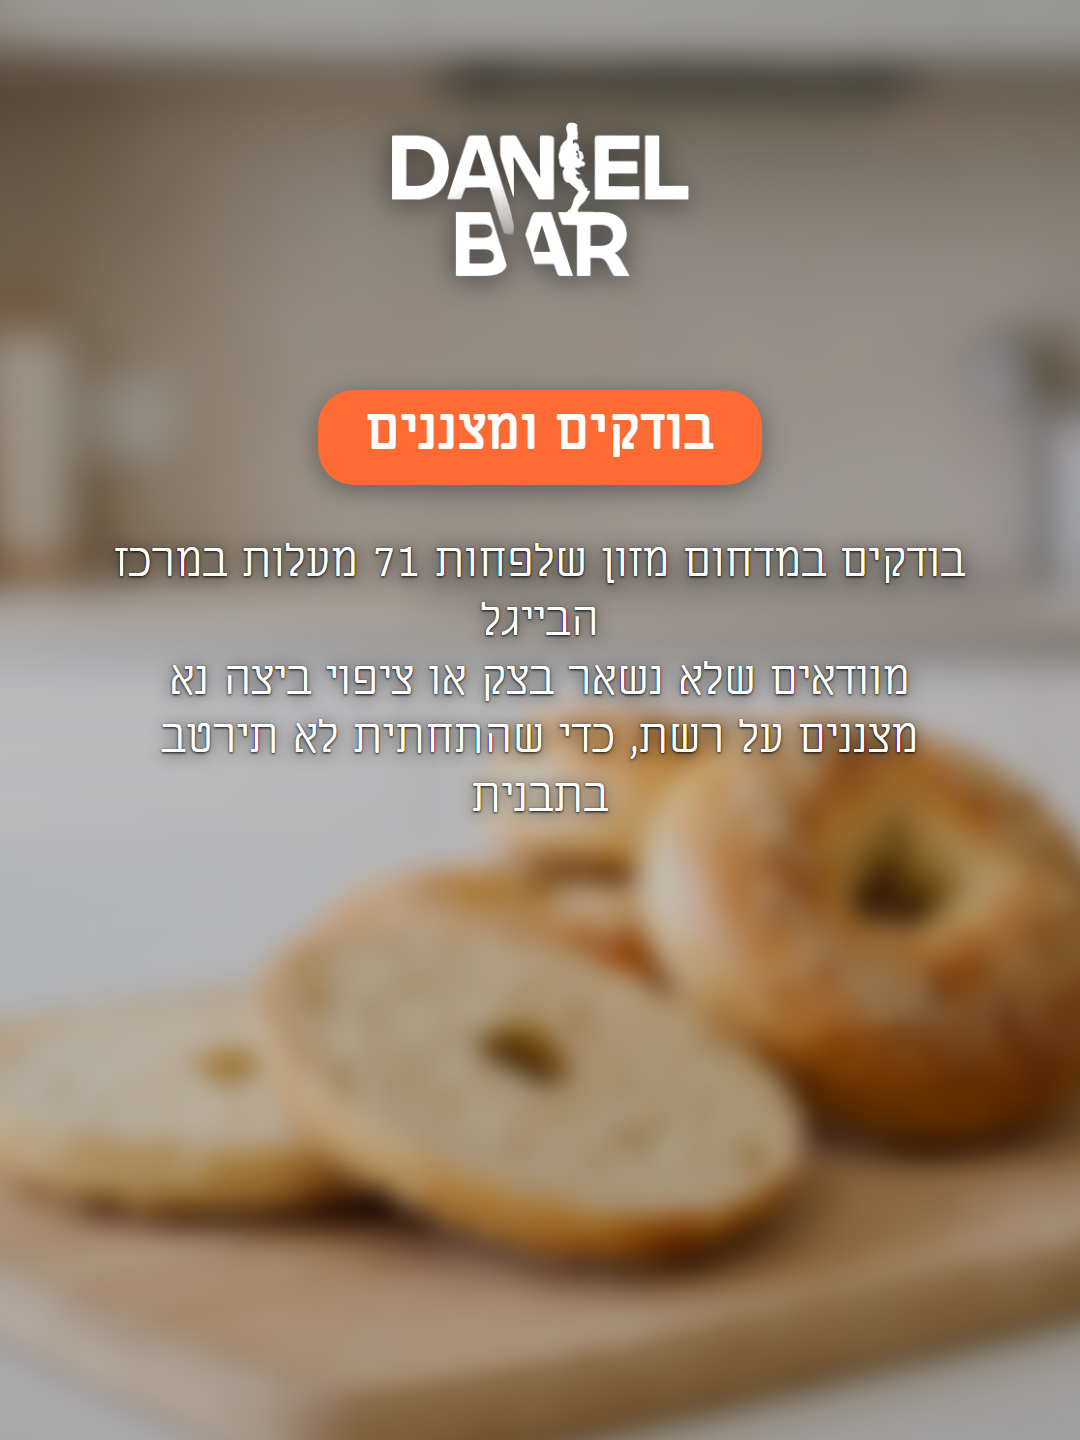 DANIEL
BAR
בודקים ומצננים
בודקים במדחום מזון שלפחות 71 מעלות במרכז
הבייגל
מוודאים שלא נשאר בצק או ציפוי ביצה נא
מצננים על רשת, כדי שהתחתית לא תירטב
בתבנית